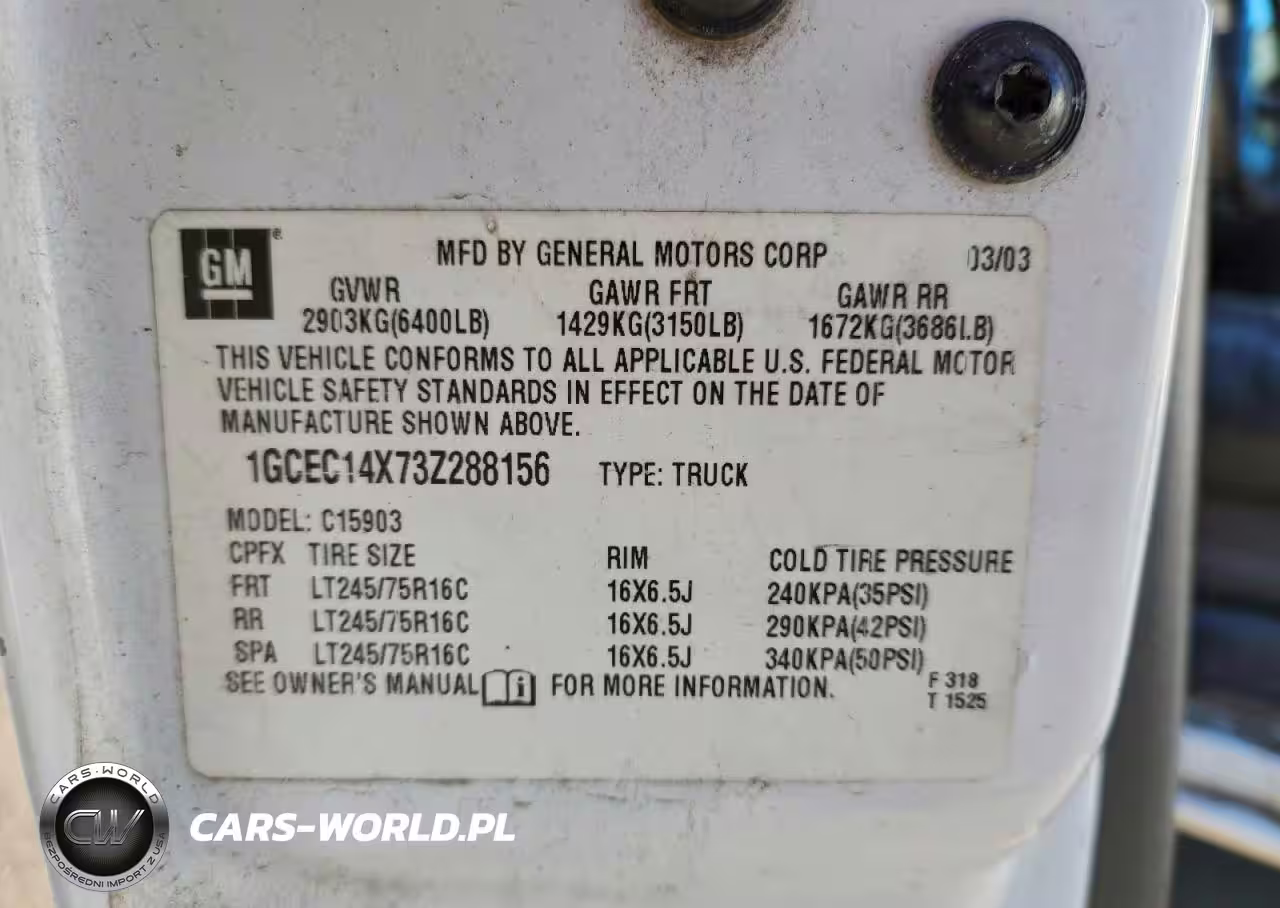 GM®
MFD BY GENERAL MOTORS CORP 03/03
GVWR GAWR FRT GAWR RR
2903KG(6400LB) 1429KG(3150LB) 1672KG(3686LB)
THIS VEHICLE CONFORMS TO ALL APPLICABLE U.S. FEDERAL MOTOR
VEHICLE SAFETY STANDARDS IN EFFECT ON THE DATE OF
MANUFACTURE SHOWN ABOVE.
1GCEC14X73Z288156 TYPE: TRUCK
MODEL: C15903
CPFX TIRE SIZE RIM COLD TIRE PRESSURE
FRT LT245/75R16C 16X6.5J 240KPA(35PSI)
RR LT245/75R16C 16X6.5J 290KPA(42PSI)
SPA LT245/75R16C 16X6.5J 340KPA(50PSI)
SEE OWNER'S MANUAL i FOR MORE INFORMATION.
F 318
T 1525
CARS-WORLD
CW
BEZPOŚREDNI IMPORT Z USA
CARS-WORLD.PL